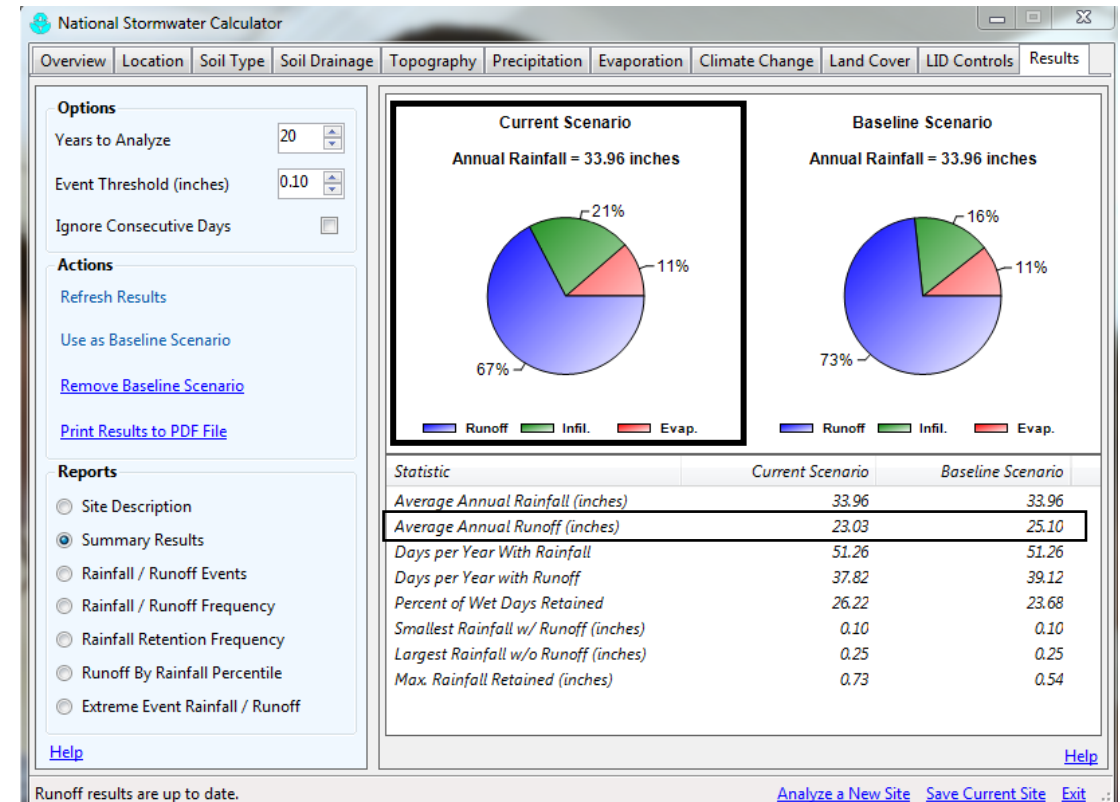 National Stormwater Calculator
Overview Location Soil Type Soil Drainage Topography Precipitation Evaporation Climate Change Land Cover LID Controls Results
Options
Years to Analyze 20
Event Threshold (inches) 0.10
Ignore Consecutive Days
Actions
Refresh Results
Use as Baseline Scenario
Remove Baseline Scenario
Print Results to PDF File
Reports
Site Description
Summary Results
Rainfall / Runoff Events
Rainfall / Runoff Frequency
Rainfall Retention Frequency
Runoff By Rainfall Percentile
Extreme Event Rainfall / Runoff
Help
Current Scenario
Annual Rainfall = 33.96 inches
21%
11%
67%
Runoff Infil. Evap.
Baseline Scenario
Annual Rainfall = 33.96 inches
16%
11%
73%
Runoff Infil. Evap.
Statistic Current Scenario Baseline Scenario
Average Annual Rainfall (inches) 33.96 33.96
Average Annual Runoff (inches) 23.03 25.10
Days per Year With Rainfall 51.26 51.26
Days per Year with Runoff 37.82 39.12
Percent of Wet Days Retained 26.22 23.68
Smallest Rainfall w/ Runoff (inches) 0.10 0.10
Largest Rainfall w/o Runoff (inches) 0.25 0.25
Max. Rainfall Retained (inches) 0.73 0.54
Help
Runoff results are up to date. Analyze a New Site Save Current Site Exit